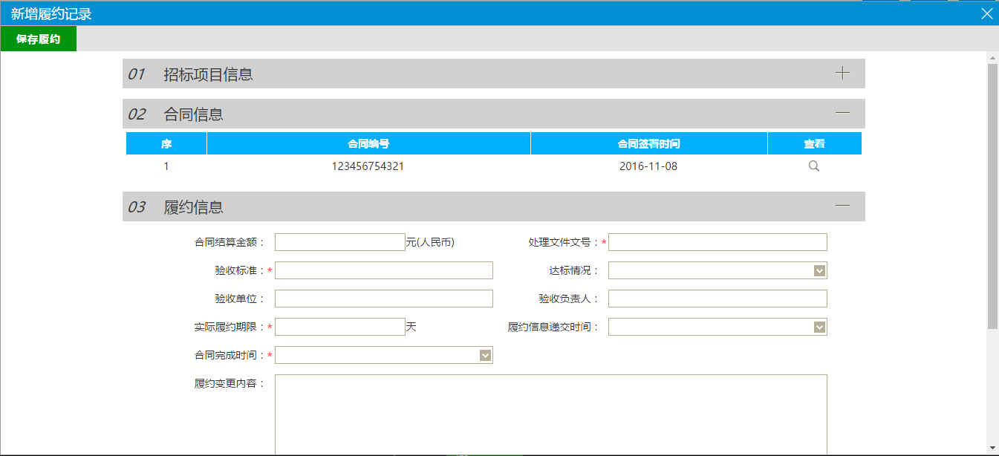 新增履约记录
保存履约
01 招标项目信息
02 合同信息
序 合同编号 合同签署时间 查看
1 123456754321 2016-11-08
03 履约信息
合同结算金额： 元(人民币) 处理文件文号：*
验收标准：* 达标情况：
验收单位： 验收负责人：
实际履约期限：* 天 履约信息递交时间：
合同完成时间：*
履约变更内容：